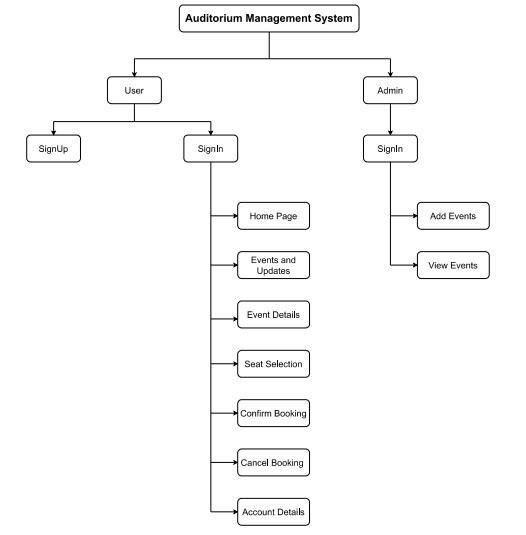 Auditorium Management System
User
Admin
SignUp
SignIn
SignIn
Home Page
Add Events
Events and
Updates
View Events
Event Details
Seat Selection
Confirm Booking
Cancel Booking
Account Details